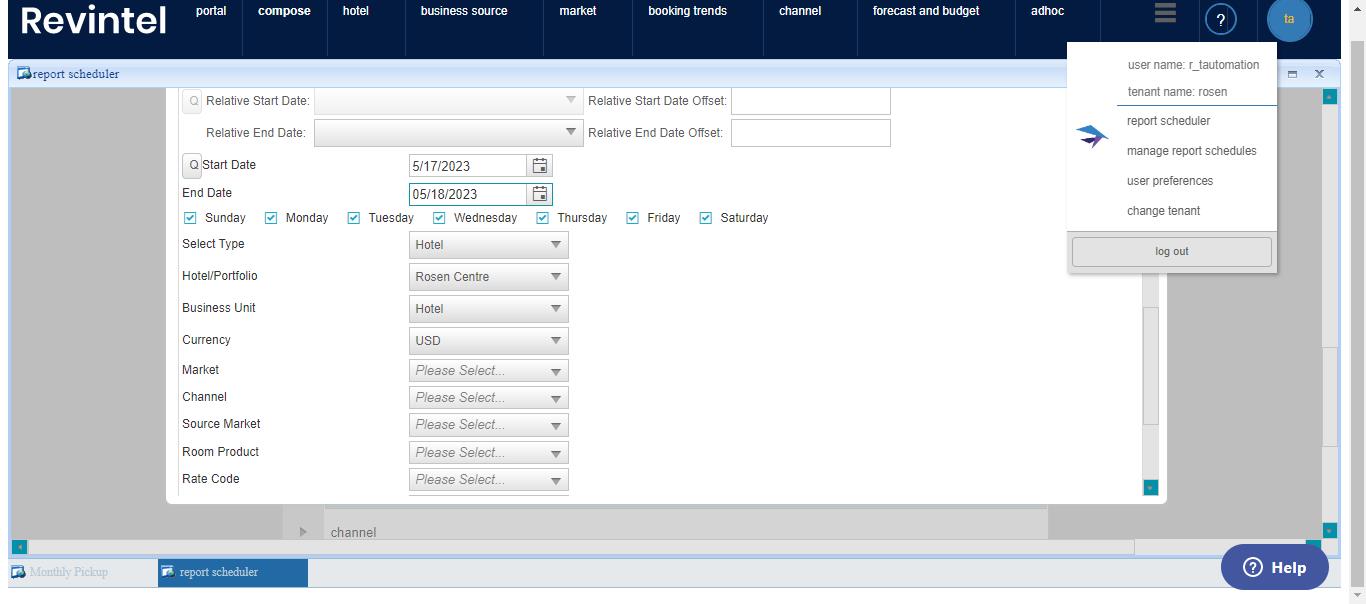 Revintel
portal compose hotel business source market booking trends channel forecast and budget adhoc ? ta
report scheduler
user name: r_tautomation
tenant name: rosen
report scheduler
manage report schedules
user preferences
change tenant
log out
Q Relative Start Date: Relative Start Date Offset:
Relative End Date: Relative End Date Offset:
Q Start Date 5/17/2023
End Date 05/18/2023
Sunday Monday Tuesday Wednesday Thursday Friday Saturday
Select Type Hotel
Hotel/Portfolio Rosen Centre
Business Unit Hotel
Currency USD
Market Please Select...
Channel Please Select...
Source Market Please Select...
Room Product Please Select...
Rate Code Please Select...
channel
Monthly Pickup report scheduler
? Help